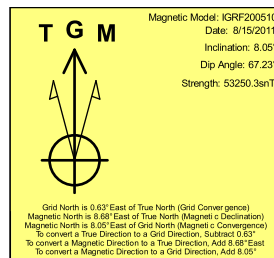 T G M
Magnetic Model: IGRF200510
Date: 8/15/2011
Inclination: 8.05°
Dip Angle: 67.23°
Strength: 53250.3snT
Grid North is 0.63° East of True North (Grid Convergence)
Magnetic North is 8.68° East of True North (Magnetic Declination)
Magnetic North is 8.05° East of Grid North (Magnetic Convergence)
To convert a True Direction to a Grid Direction, Subtract 0.63°
To convert a Magnetic Direction to a True Direction, Add 8.68° East
To convert a Magnetic Direction to a Grid Direction, Add 8.05°